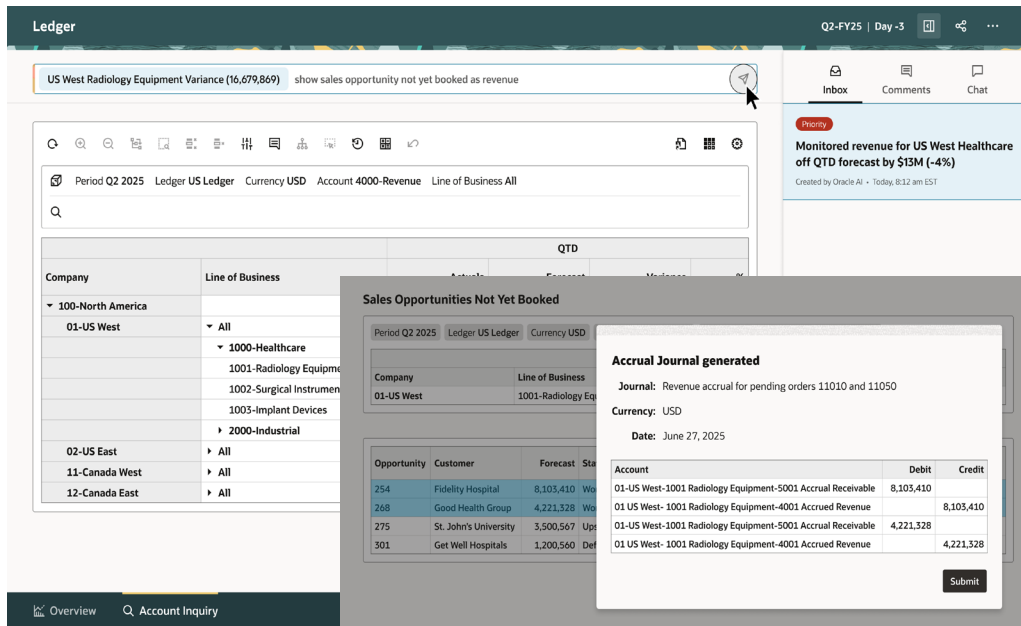 Ledger
Q2-FY25 | Day -3
US West Radiology Equipment Variance (16,679,869) show sales opportunity not yet booked as revenue
Inbox Comments Chat
Priority
Monitored revenue for US West Healthcare
off QTD forecast by $13M (-4%)
Created by Oracle AI • Today, 8:12 am EST
Period Q2 2025 Ledger US Ledger Currency USD Account 4000-Revenue Line of Business All
QTD
Company Line of Business Actuals Forecast Variance %
100-North America
01-US West All
1000-Healthcare
1001-Radiology Equipme
1002-Surgical Instrumen
1003-Implant Devices
2000-Industrial
02-US East All
11-Canada West All
12-Canada East All
Overview Account Inquiry
Sales Opportunities Not Yet Booked
Period Q2 2025 Ledger US Ledger Currency USD
Company Line of Business
01-US West 1001-Radiology Equ
Opportunity Customer Forecast Sta
254 Fidelity Hospital 8,103,410 Wo
268 Good Health Group 4,221,328 Wo
275 St. John's University 3,500,567 Ups
301 Get Well Hospitals 1,200,560 Def
Accrual Journal generated
Journal: Revenue accrual for pending orders 11010 and 11050
Currency: USD
Date: June 27, 2025
Account Debit Credit
01-US West-1001 Radiology Equipment-5001 Accrual Receivable 8,103,410
01 US West- 1001 Radiology Equipment-4001 Accrued Revenue 8,103,410
01-US West-1001 Radiology Equipment-5001 Accrual Receivable 4,221,328
01 US West- 1001 Radiology Equipment-4001 Accrued Revenue 4,221,328
Submit